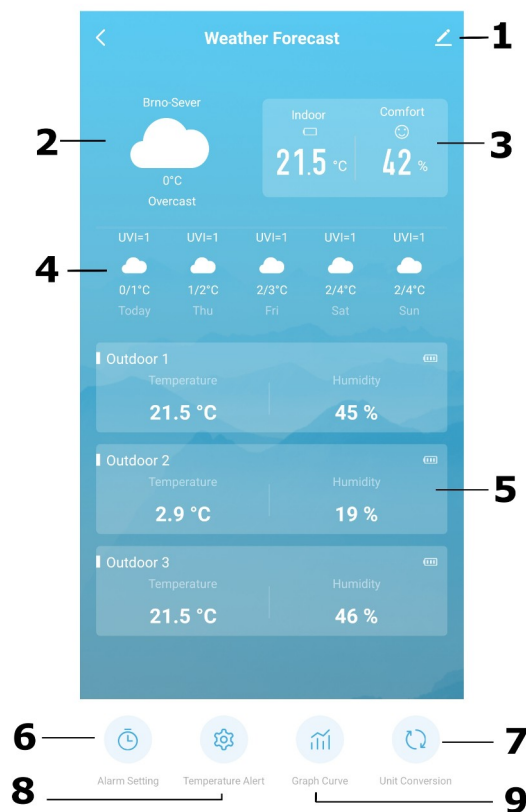 Weather Forecast
1
Brno-Sever
0°C
Overcast
2
Indoor Comfort
21.5 °C 42 %
3
UVI=1 UVI=1 UVI=1 UVI=1 UVI=1
4
0/1°C 1/2°C 2/3°C 2/4°C 2/4°C
Today Thu Fri Sat Sun
Outdoor 1
Temperature Humidity
21.5 °C 45 %
Outdoor 2
Temperature Humidity
2.9 °C 19 %
5
Outdoor 3
Temperature Humidity
21.5 °C 46 %
6 7
Alarm Setting Temperature Alert Graph Curve Unit Conversion
8 9